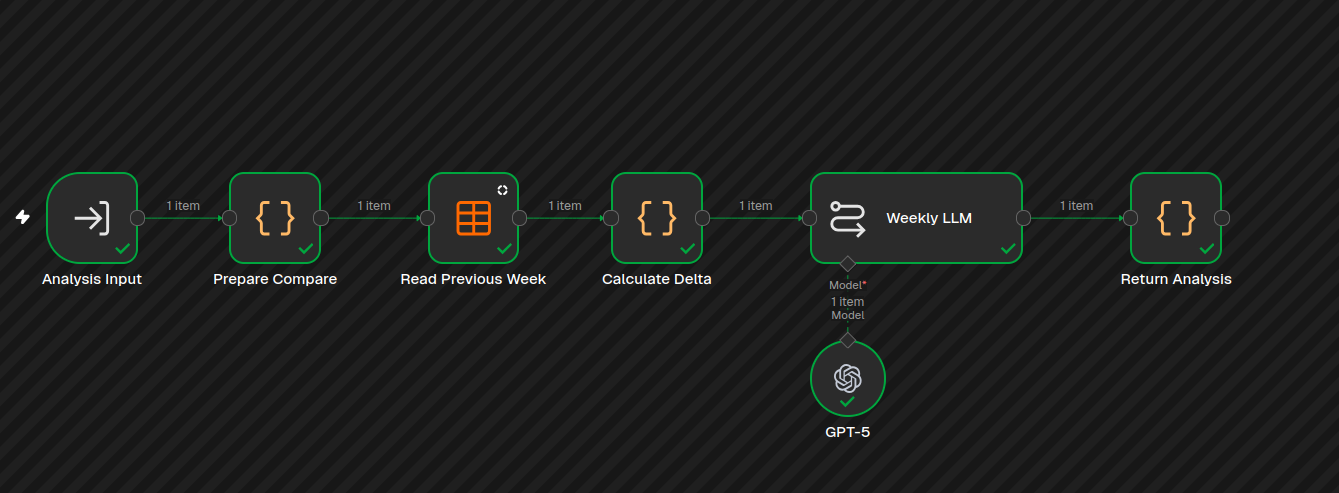 1 item
1 item
1 item
1 item
1 item
Weekly LLM
Analysis Input
Prepare Compare
Read Previous Week
Calculate Delta
Return Analysis
Model*
1 item
Model
GPT-5